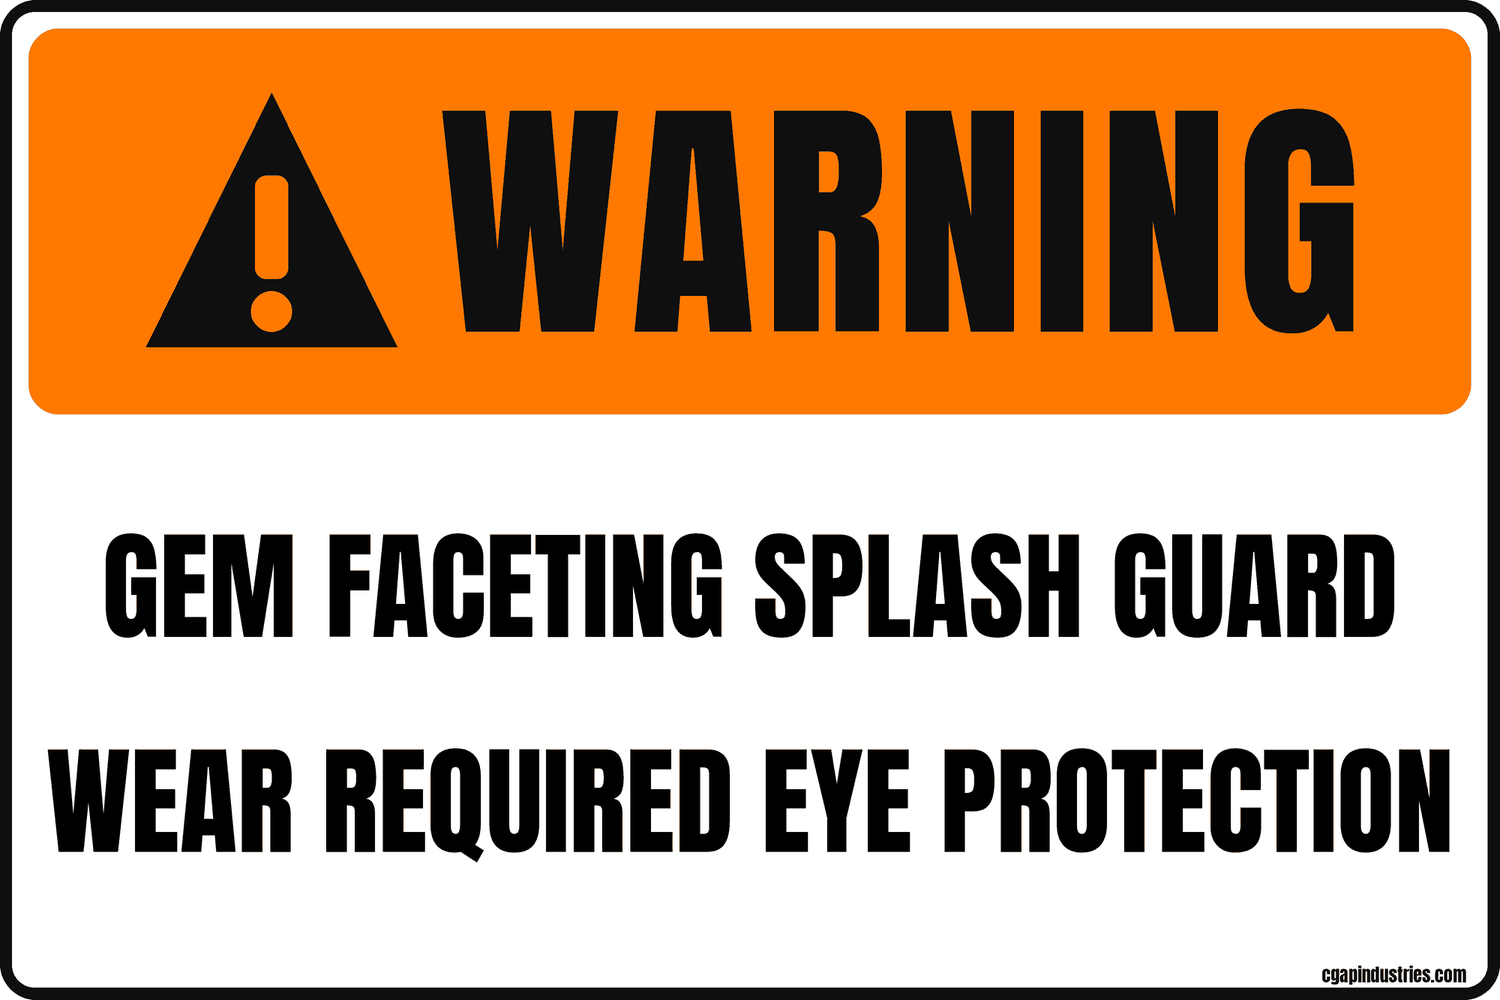 WARNING
GEM FACETING SPLASH GUARD
WEAR REQUIRED EYE PROTECTION
cgapindustries.com